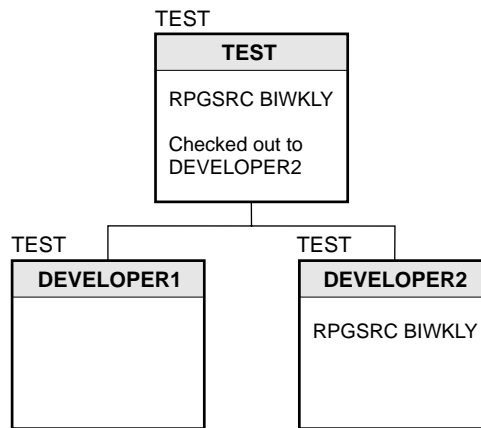 TEST
TEST
RPGSRC BIWKLY
Checked out to
DEVELOPER2
TEST
TEST
DEVELOPER1
DEVELOPER2
RPGSRC BIWKLY